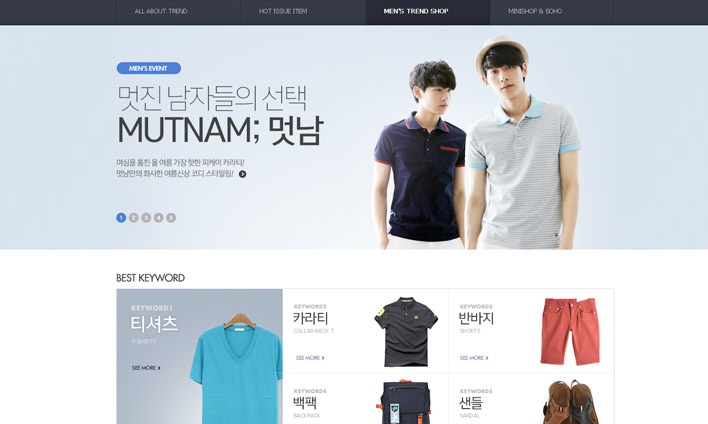 ALL ABOUT TREND
HOT ISSUE ITEM
MEN'S TREND SHOP
MINISHOP & SOHO
MEN'S EVENT
멋진 남자들의 선택
MUTNAM; 멋남
여심을 훔친 올 여름 가장 핫한 피케이 카라티!
멋남만의 화사한 여름신상 코디 스타일링!
1 2 3 4 5
BEST KEYWORD
KEYWORD1
티셔츠
T-SHIRTS
SEE MORE
KEYWORD2
카라티
COLLAR-NECK T
SEE MORE
KEYWORD3
반바지
SHORTS
SEE MORE
KEYWORD4
백팩
BACKPACK
KEYWORD5
샌들
SANDAL